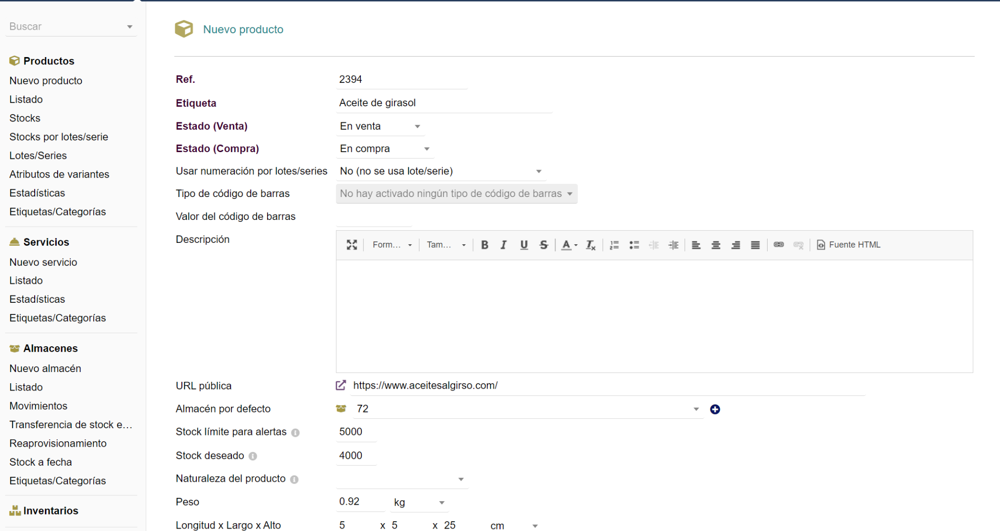 Buscar
Productos
Nuevo producto
Listado
Stocks
Stocks por lotes/serie
Lotes/Series
Atributos de variantes
Estadísticas
Etiquetas/Categorías
Servicios
Nuevo servicio
Listado
Estadísticas
Etiquetas/Categorías
Almacenes
Nuevo almacén
Listado
Movimientos
Transferencia de stock e...
Reaprovisionamiento
Stock a fecha
Etiquetas/Categorías
Inventarios
Nuevo producto
Ref. 2394
Etiqueta Aceite de girasol
Estado (Venta) En venta
Estado (Compra) En compra
Usar numeración por lotes/series No (no se usa lote/serie)
Tipo de código de barras No hay activado ningún tipo de código de barras
Valor del código de barras
Descripción
Form... Tam... B I U S A Fuente HTML
URL pública https://www.aceitesalgirso.com/
Almacén por defecto 72
Stock límite para alertas 5000
Stock deseado 4000
Naturaleza del producto
Peso 0.92 kg
Longitud x Largo x Alto 5 x 5 x 25 cm